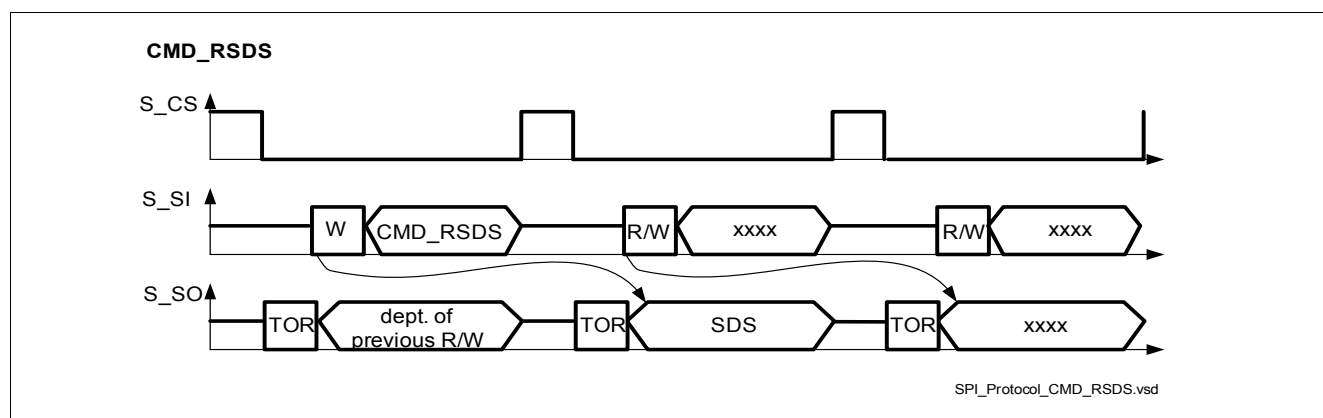 CMD_RSDS
S_CS
S_SI
W
CMD_RSDS
R/W
xxxx
R/W
xxxx
S_SO
TOR
dept. of
previous R/W
TOR
SDS
TOR
xxxx
SPI_Protocol_CMD_RSDS.vsd